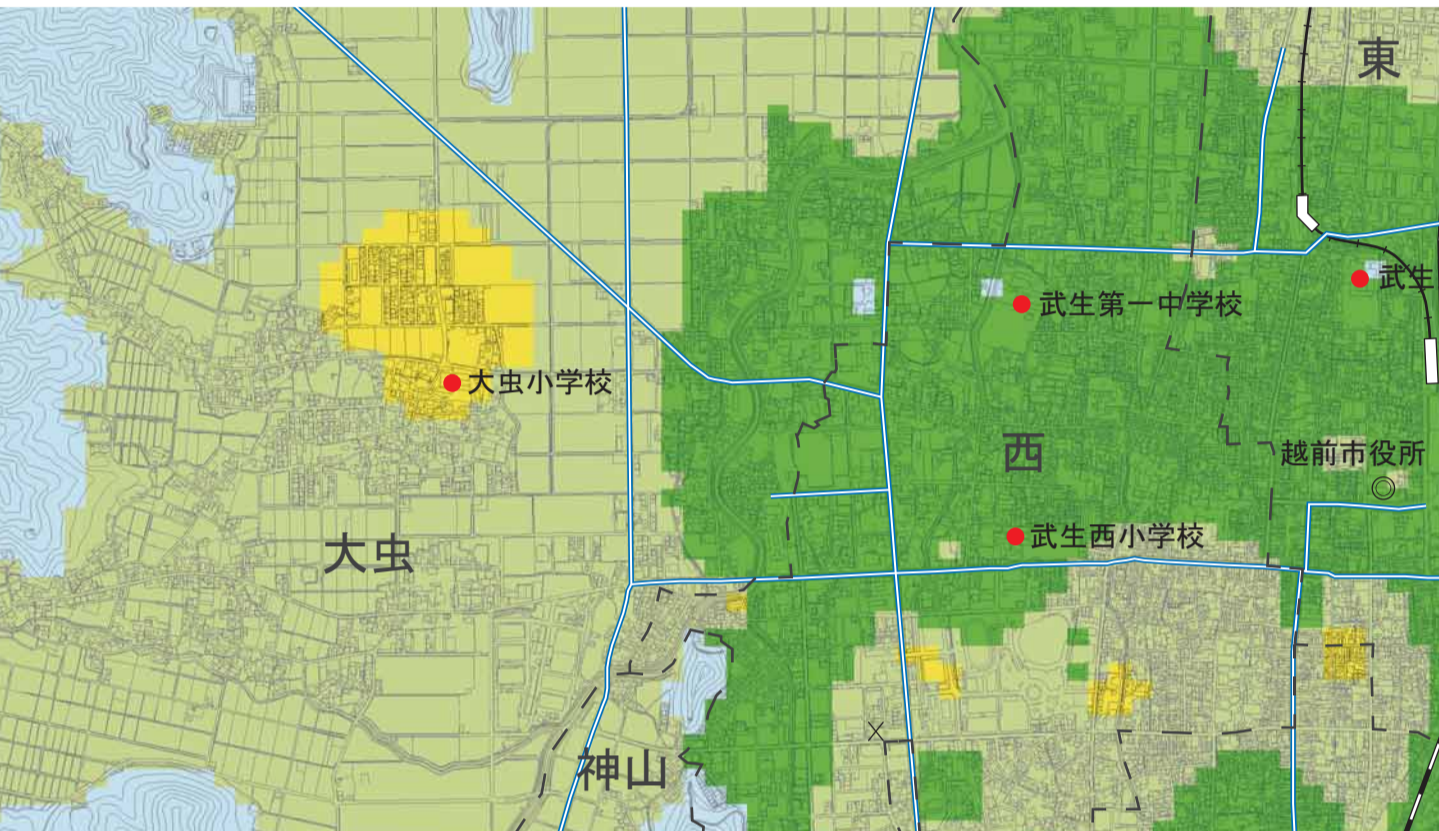 東
武生
武生第一中学校
大虫小学校
西
越前市役所
武生西小学校
大虫
神山